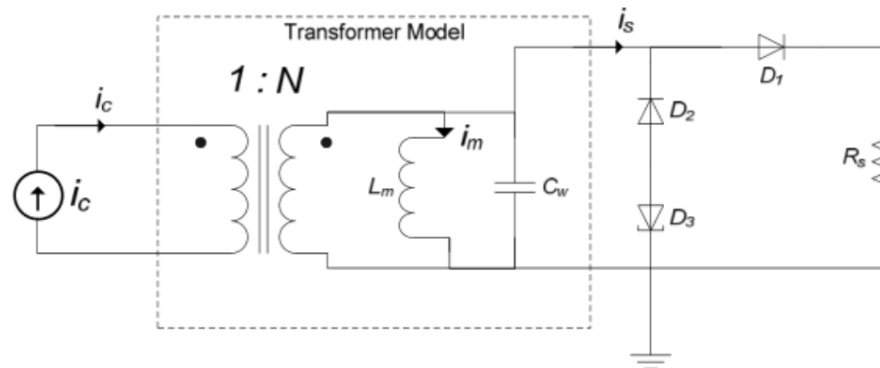 Transformer Model
1 : N
i_c
i_c
i_s
i_m
L_m
C_w
D_1
D_2
D_3
R_s